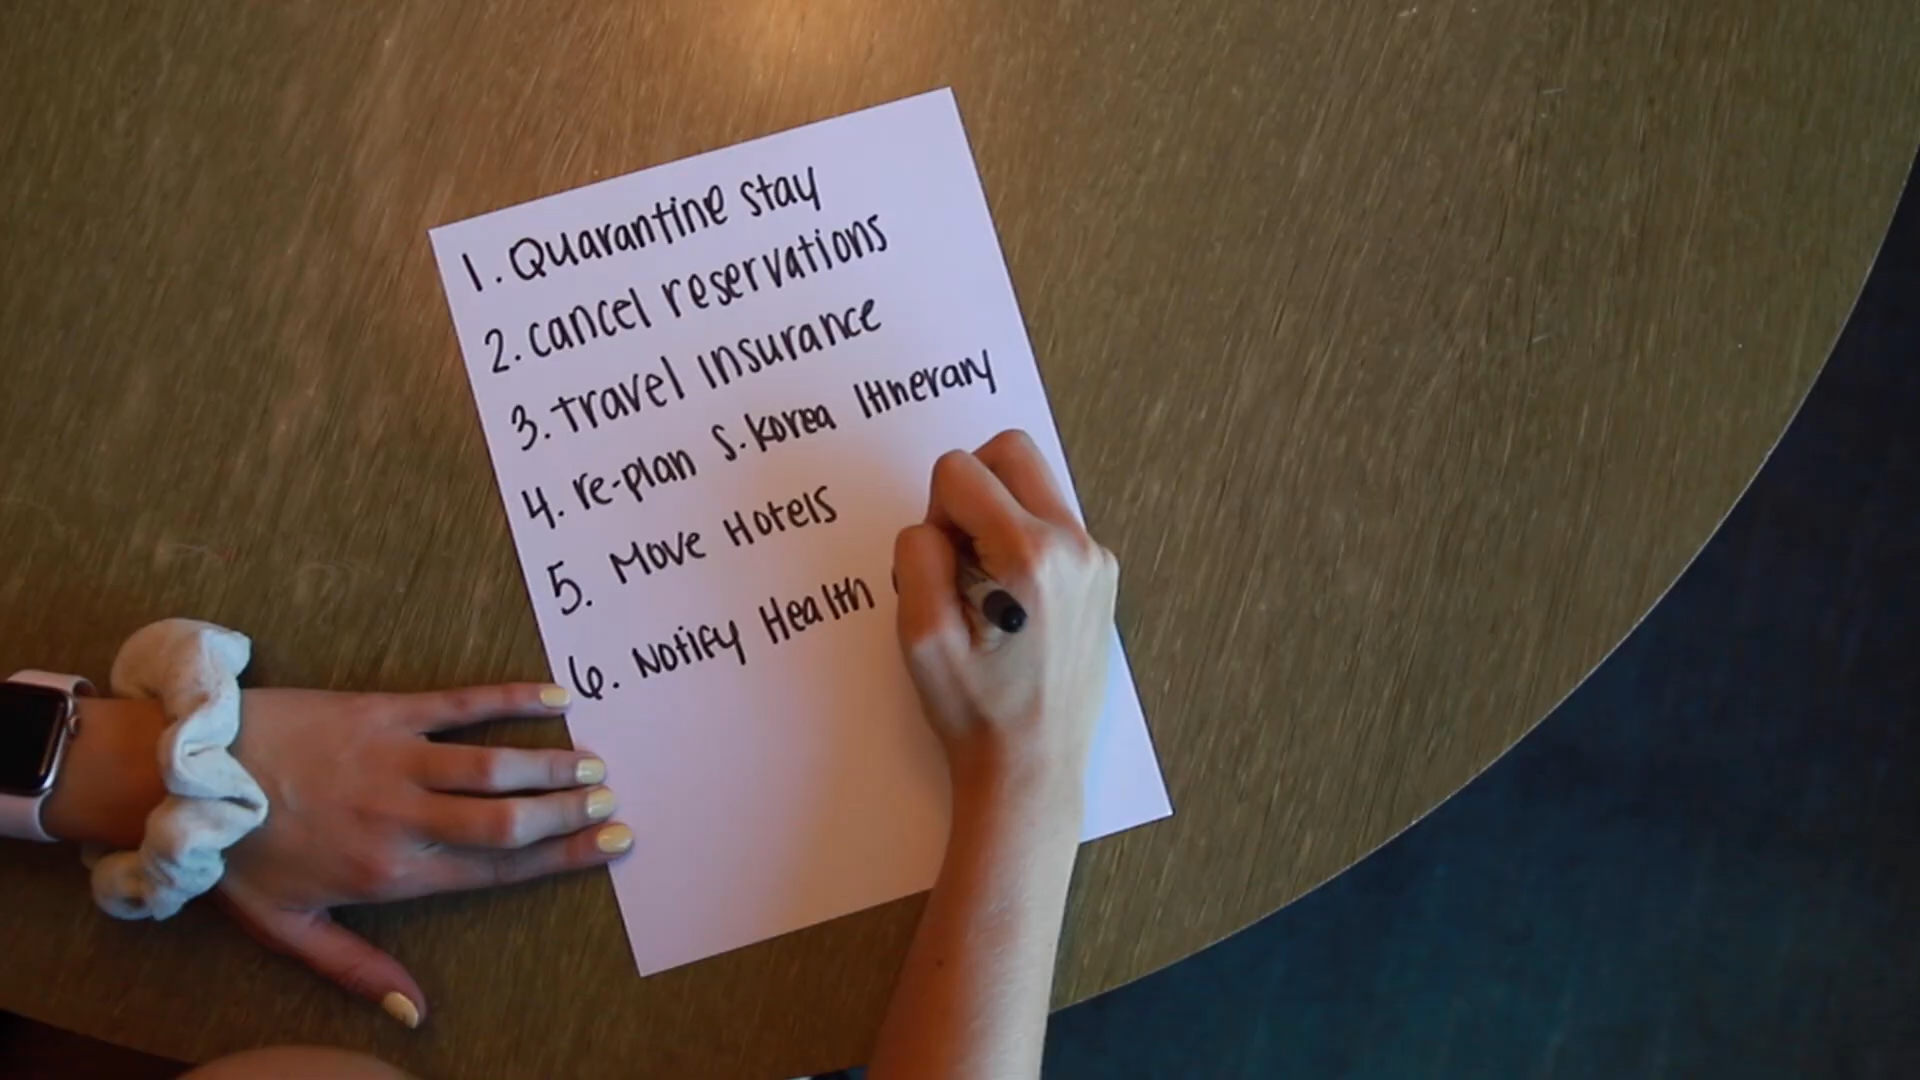 1. Quarantine stay
2. cancel reservations
3. travel insurance
4. re-plan S. Korea Itinerary
5. Move Hotels
6. Notify Health